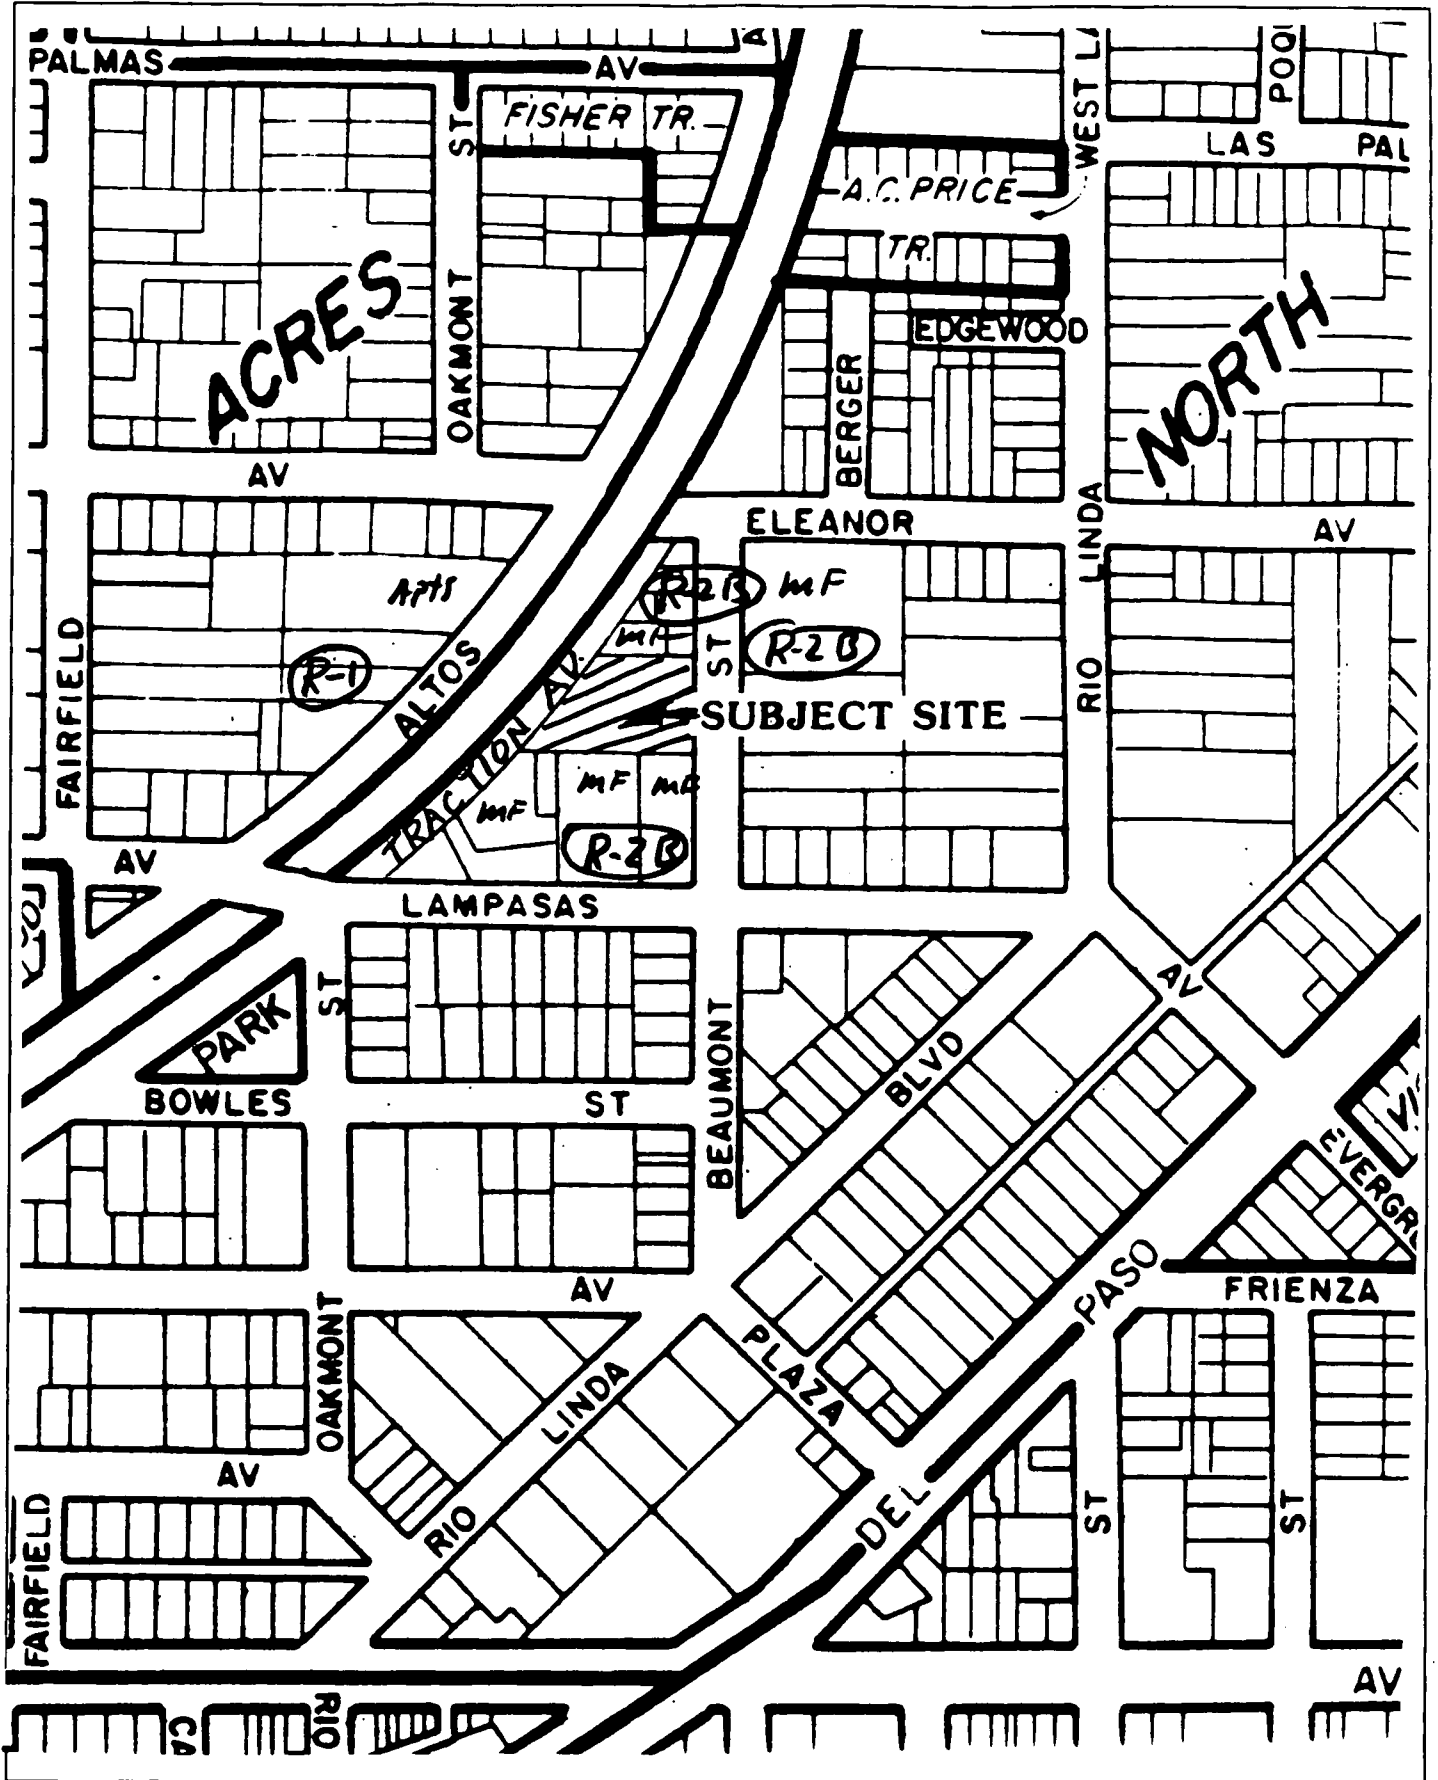 PALMAS AV
FISHER TR.
ST
A.C. PRICE
TR.
WEST
LAS PAL
ACRES
OAKMONT
EDGEWOOD
BERGER
NORTH
AV
ELEANOR
LINDA
AV
Apts
R-2B
MF
MF
R-2B
R-1
ST
RIO
FAIRFIELD
ALTOS
TRACTION AV.
SUBJECT SITE
MF
MF
MF
R-2B
AV
LAMPASAS
ST
AV
PARK
BEAUMONT
BLVD
BOWLES
ST
EVERGR
AV
PASO
FRIENZA
OAKMONT
LINDA
PLAZA
AV
RIO
DEL
ST
ST
FAIRFIELD
AV
RIO